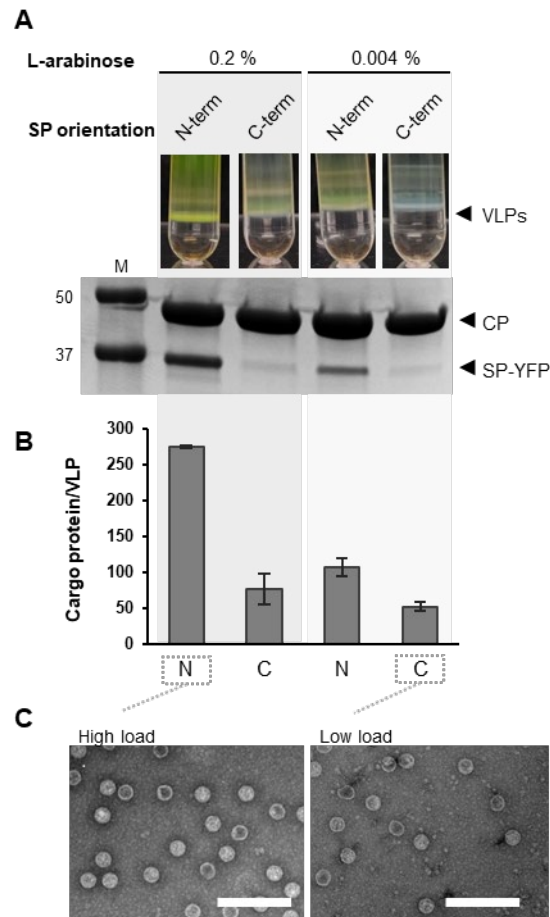 A
L-arabinose
0.2 %
0.004 %
SP orientation
N-term
C-term
N-term
C-term
VLPs
M
50
CP
37
SP-YFP
B
Cargo protein/VLP
300
250
200
150
100
50
0
N
C
N
C
C
High load
Low load